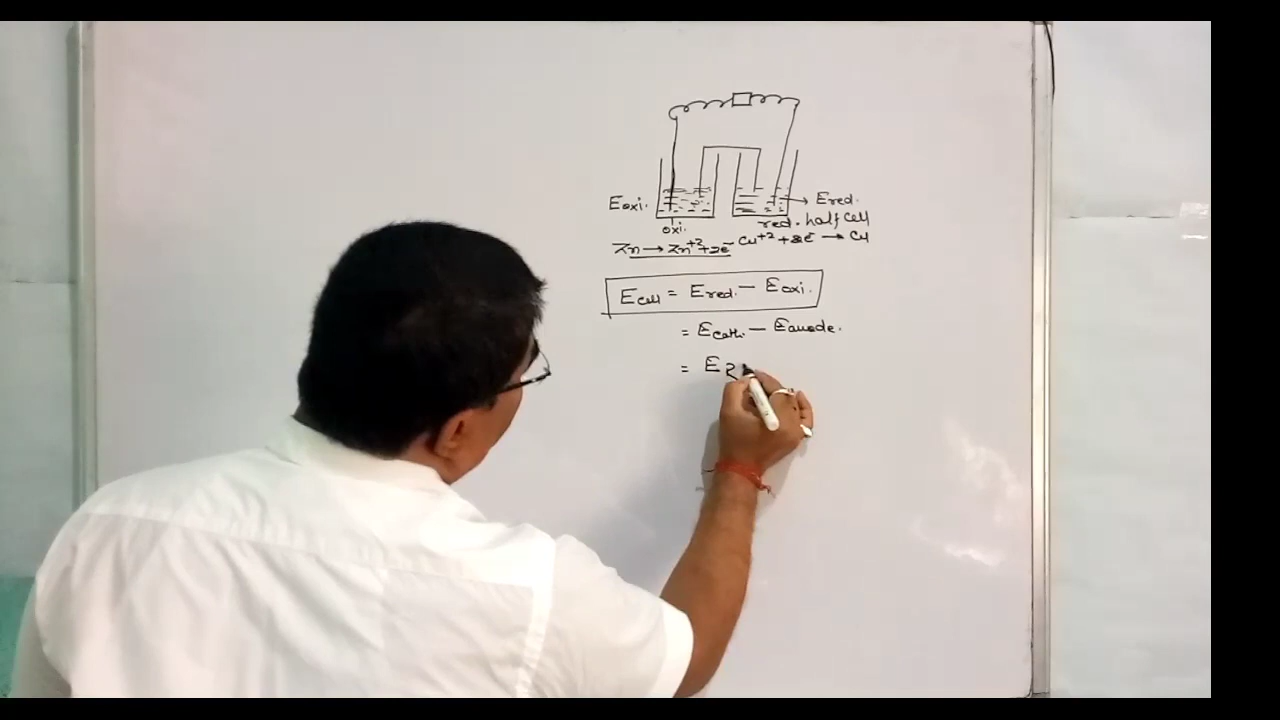 Eoxi. → Ered.
oxi. red. half cell
Zn → Zn+2 + 2e- Cu+2 + 2e- → Cu
Ecell = Ered. – Eoxi.
= Ecath. – Eanode.
= ER